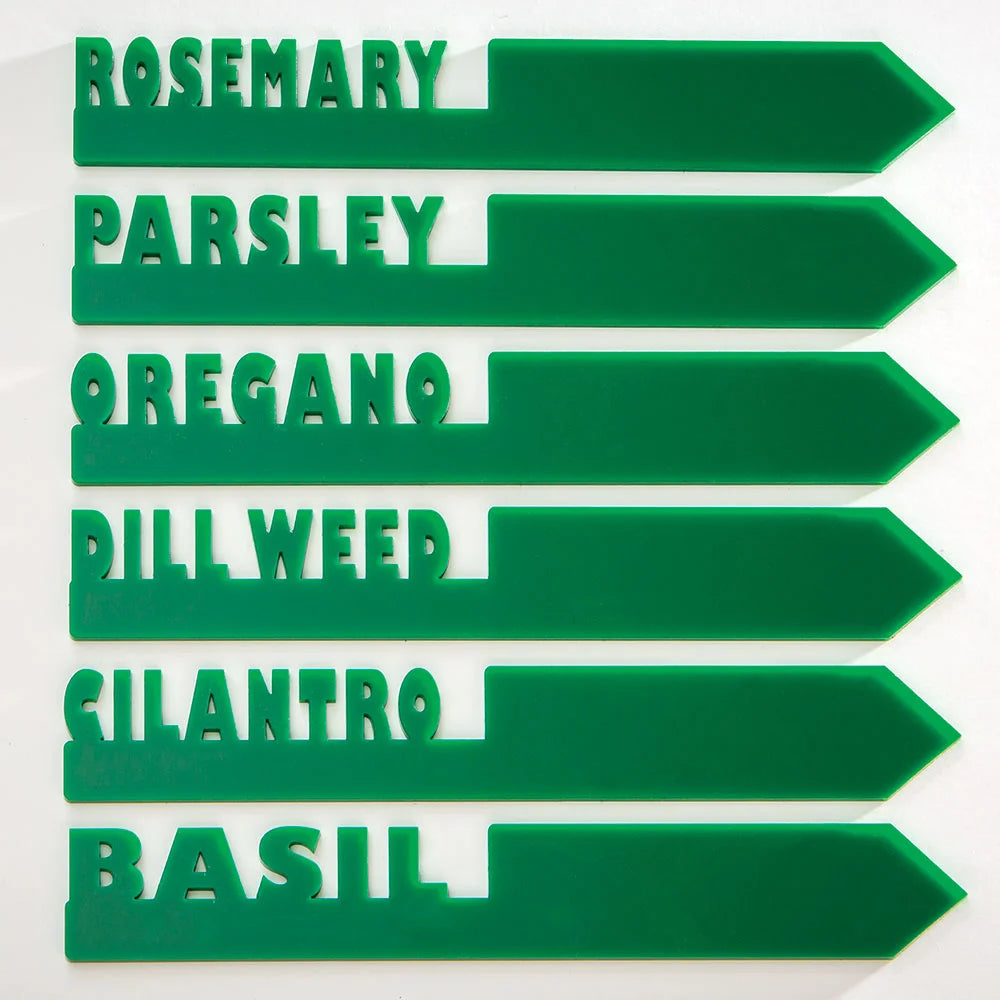 ROSEMARY
PARSLEY
OREGANO
DILL WEED
CILANTRO
BASIL